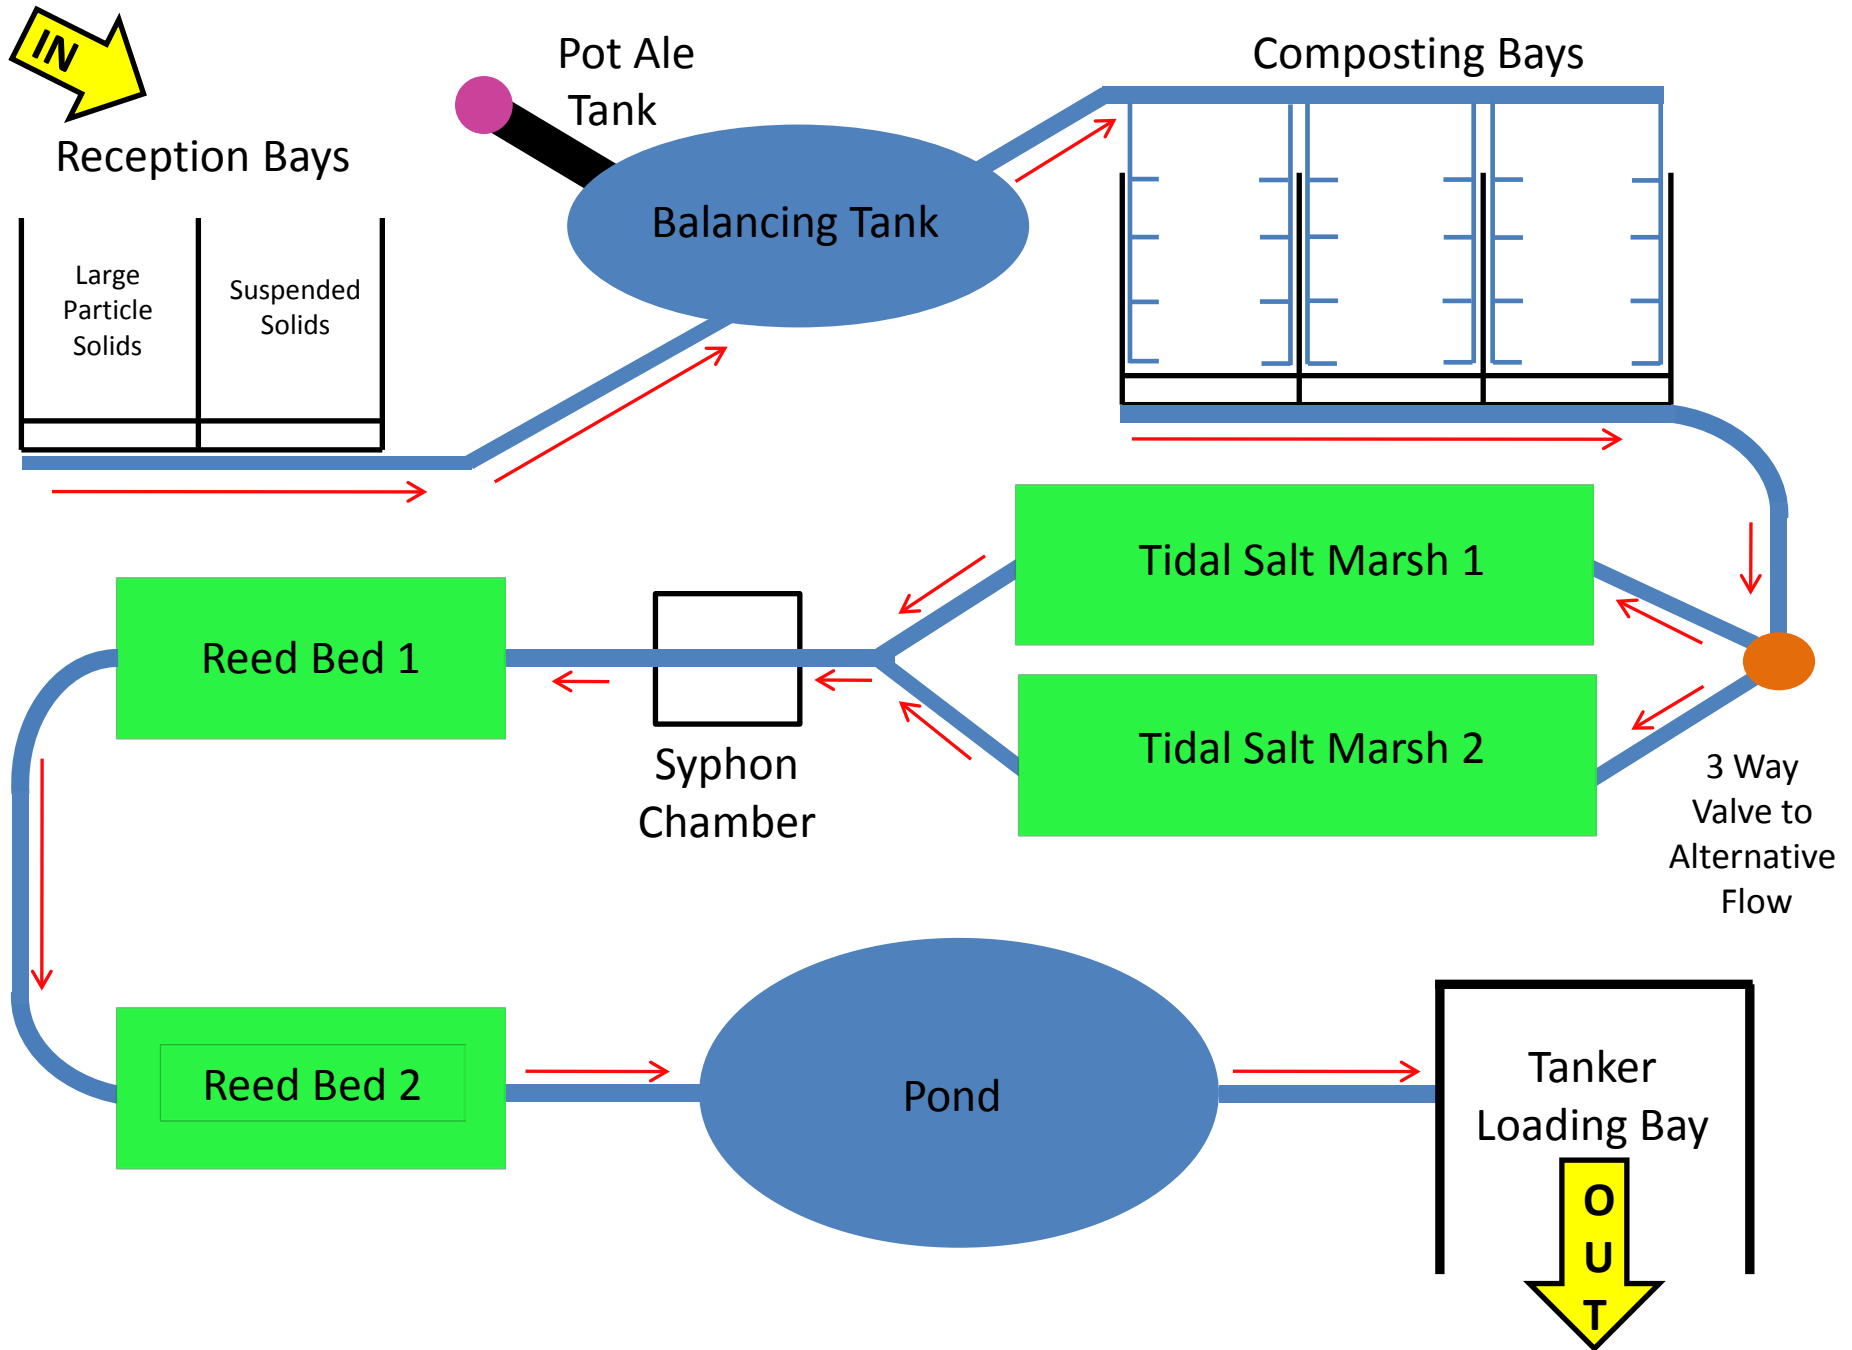 IN
Reception Bays
Large
Particle
Solids
Suspended
Solids
Pot Ale
Tank
Balancing Tank
Composting Bays
Tidal Salt Marsh 1
Tidal Salt Marsh 2
3 Way
Valve to
Alternative
Flow
Syphon
Chamber
Reed Bed 1
Reed Bed 2
Pond
Tanker
Loading Bay
O
U
T